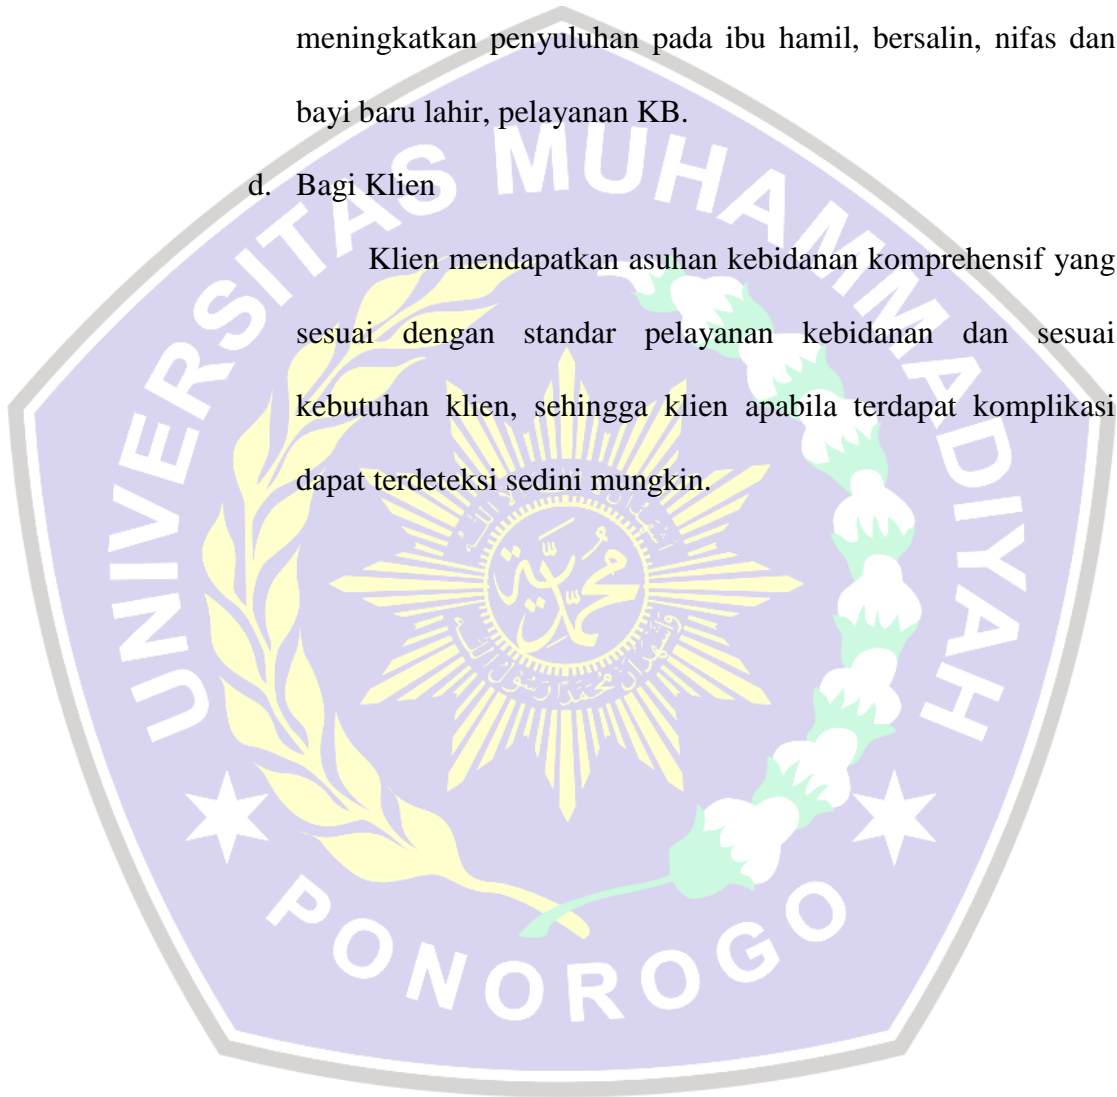 meningkatkan penyuluhan pada ibu hamil, bersalin, nifas dan
bayi baru lahir, pelayanan KB.
d. Bagi Klien
Klien mendapatkan asuhan kebidanan komprehensif yang
sesuai dengan standar pelayanan kebidanan dan sesuai
kebutuhan klien, sehingga klien apabila terdapat komplikasi
dapat terdeteksi sedini mungkin.
UNIVERSITAS MUHAMMADIYAH
PONOROGO
محمدية